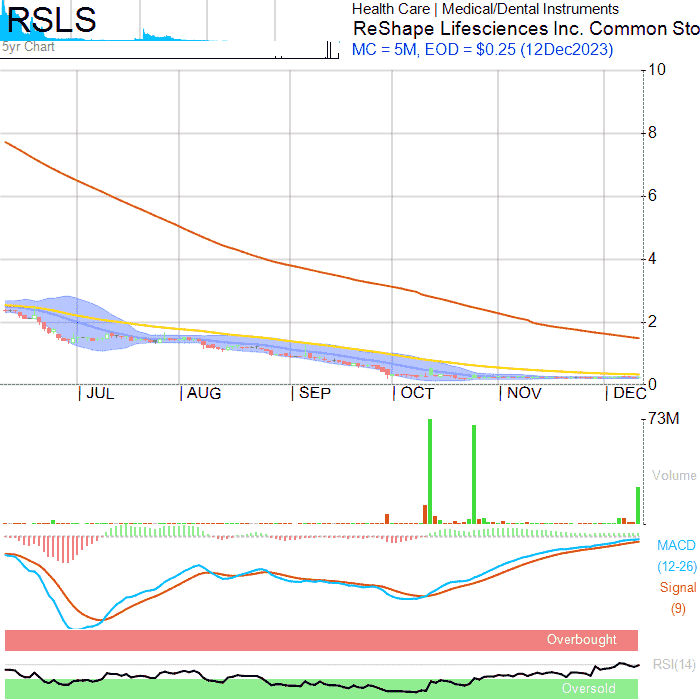 RSLS
Health Care | Medical/Dental Instruments
ReShape Lifesciences Inc. Common Sto
MC = 5M, EOD = $0.25 (12Dec2023)
5yr Chart
10
8
6
4
2
0
JUL
AUG
SEP
OCT
NOV
DEC
73M
Volume
MACD
(12-26)
Signal
(9)
Overbought
RSI(14)
Oversold